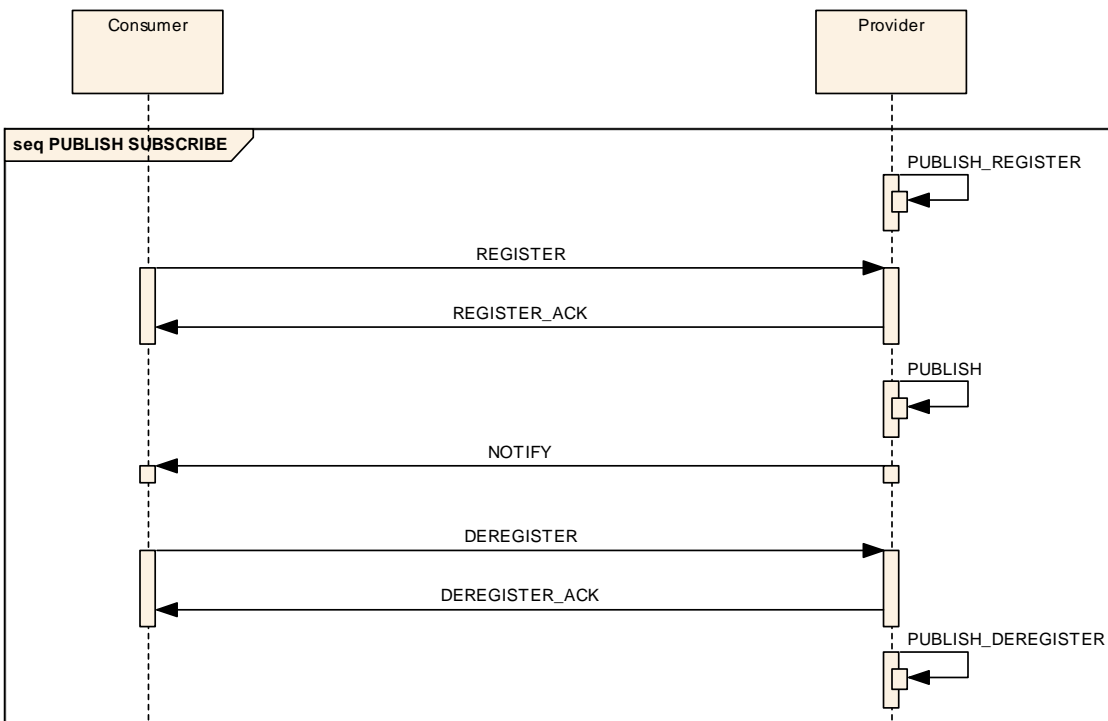 Consumer
Provider
seq PUBLISH SUBSCRIBE
PUBLISH_REGISTER
REGISTER
REGISTER_ACK
PUBLISH
NOTIFY
DEREGISTER
DEREGISTER_ACK
PUBLISH_DEREGISTER